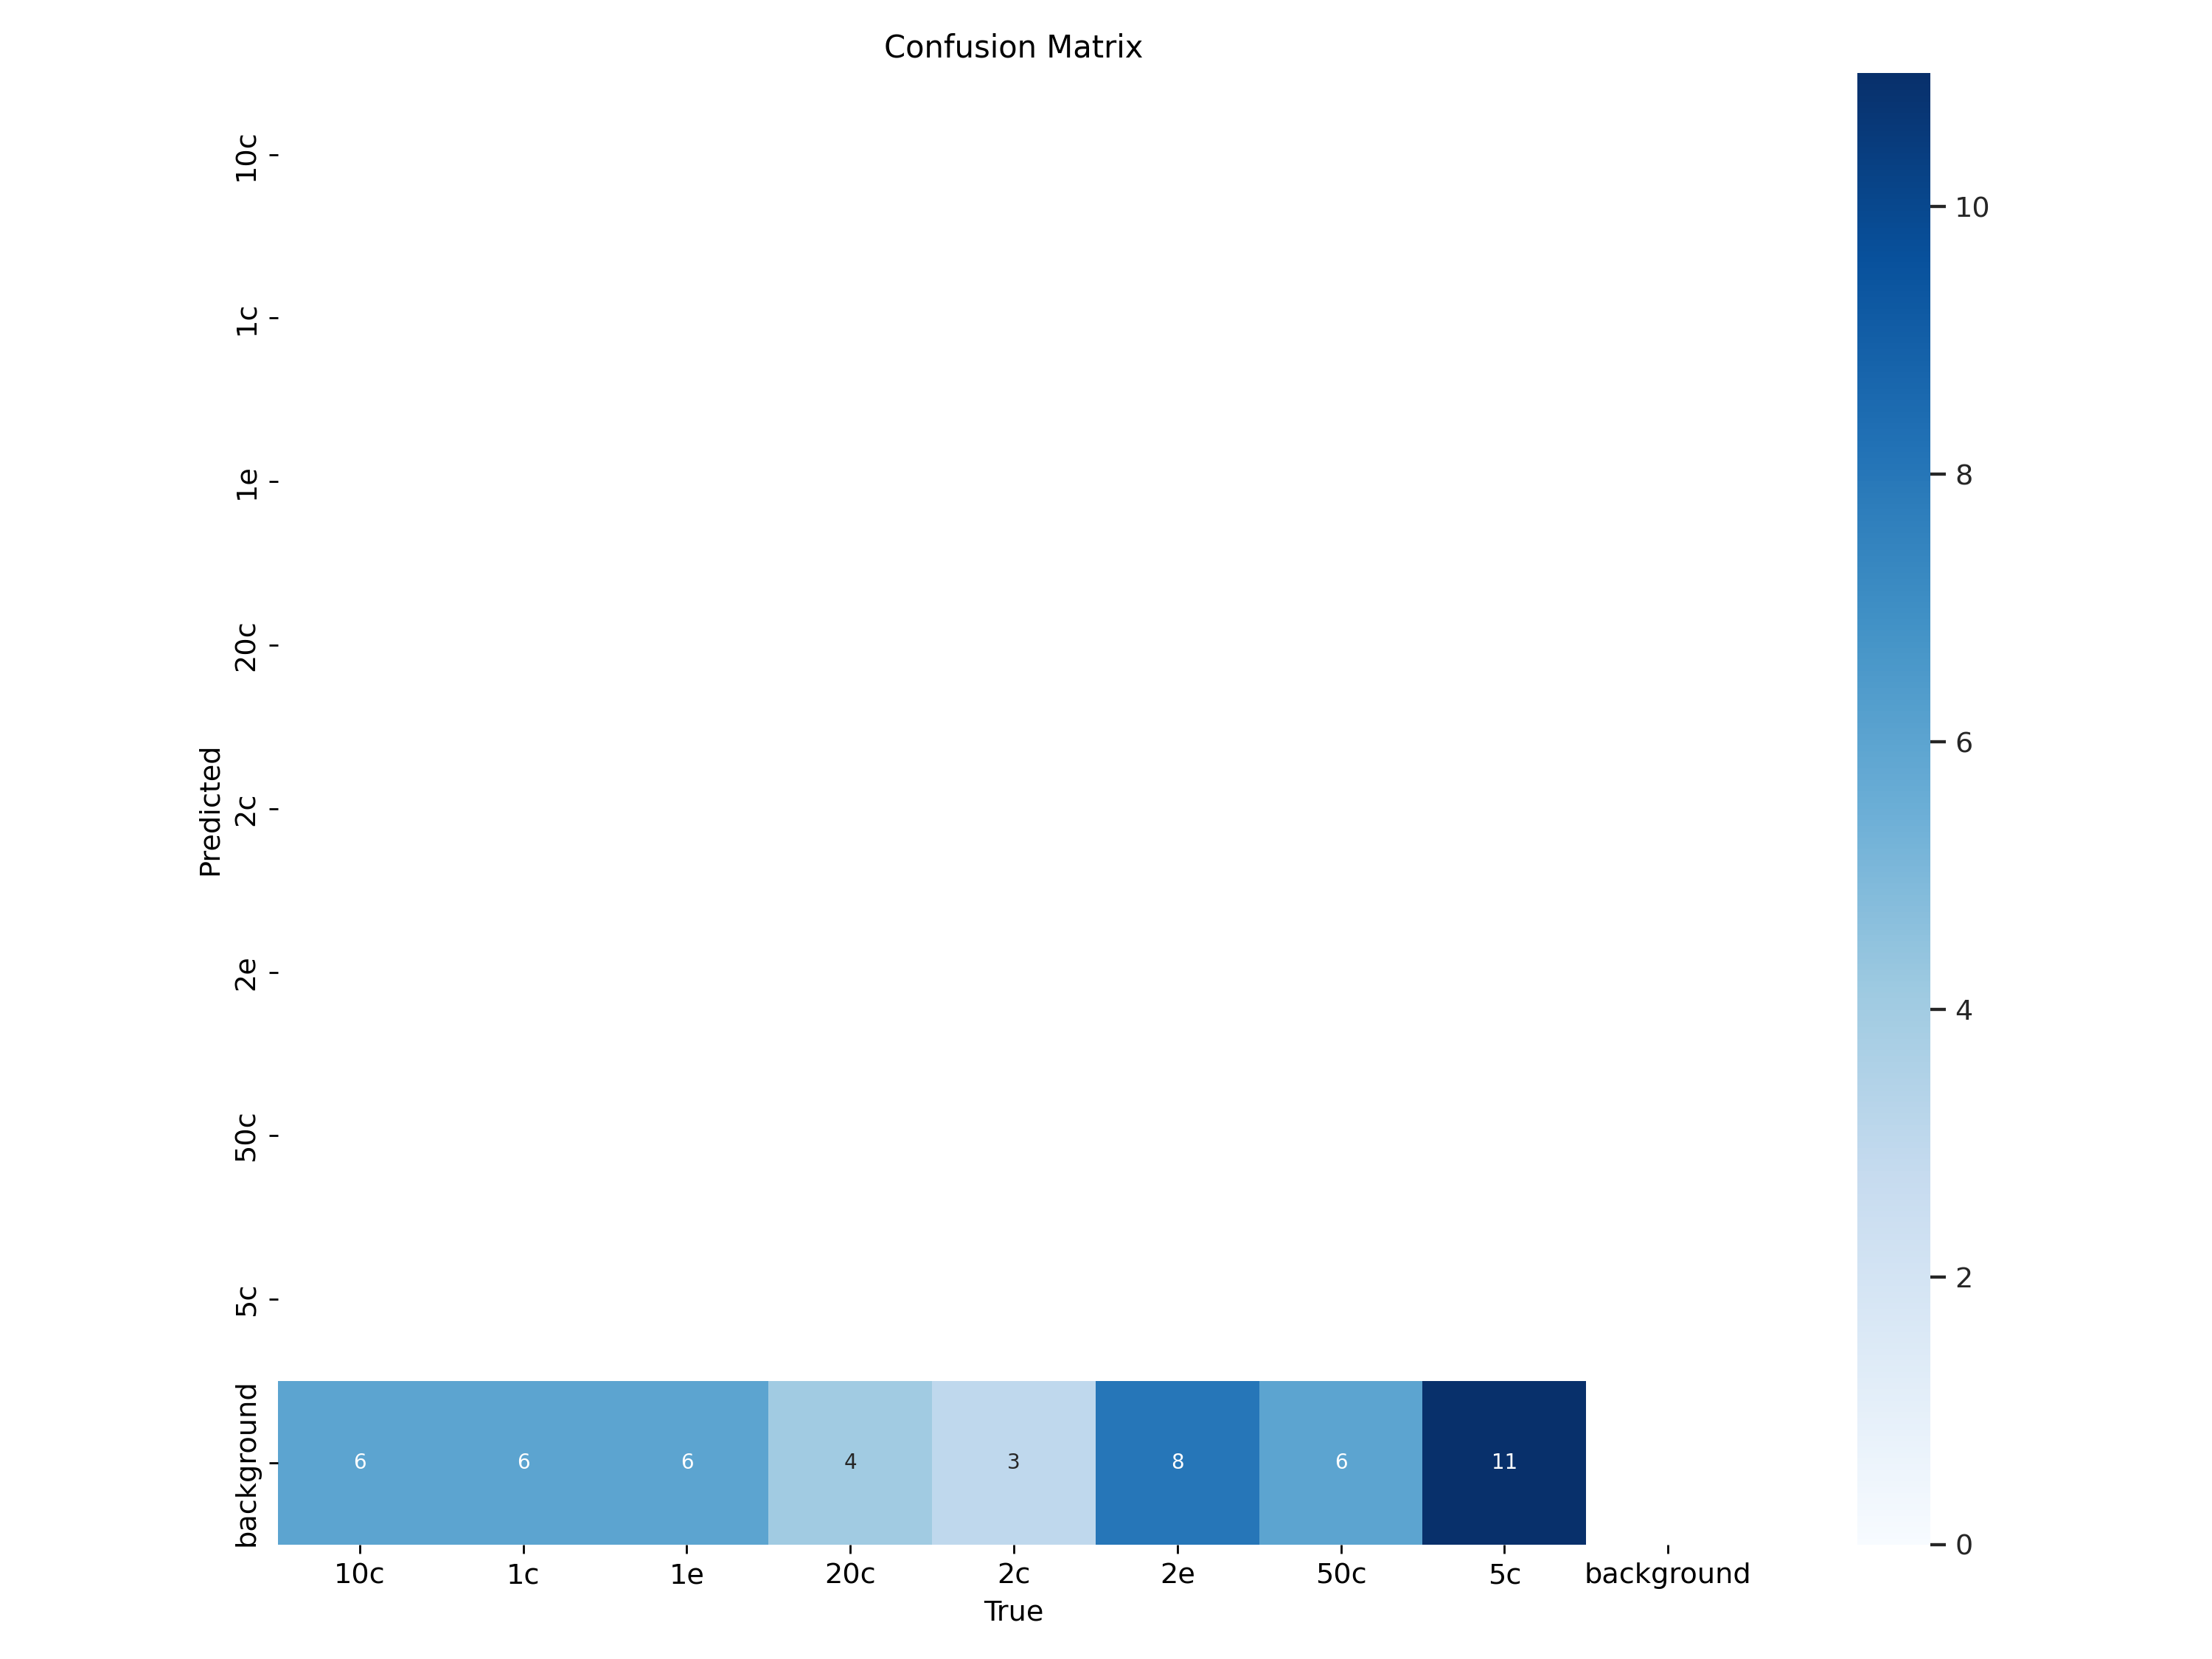 Confusion Matrix
10c
1c
1e
20c
2c
2e
50c
5c
background
Predicted
6 6 6 4 3 8 6 11
10c 1c 1e 20c 2c 2e 50c 5c background
True
10
8
6
4
2
0